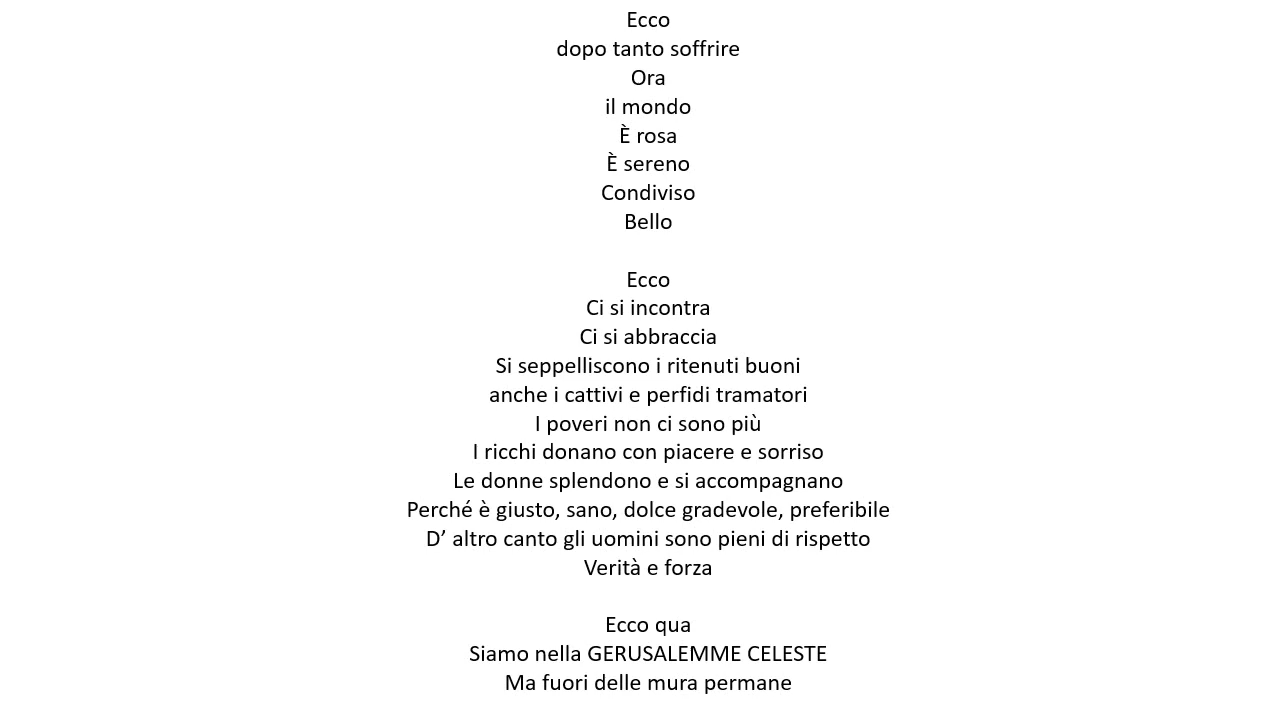 Ecco
dopo tanto soffrire
Ora
il mondo
È rosa
È sereno
Condiviso
Bello

Ecco
Ci si incontra
Ci si abbraccia
Si seppelliscono i ritenuti buoni
anche i cattivi e perfidi tramatori
I poveri non ci sono più
I ricchi donano con piacere e sorriso
Le donne splendono e si accompagnano
Perché è giusto, sano, dolce gradevole, preferibile
D’ altro canto gli uomini sono pieni di rispetto
Verità e forza

Ecco qua
Siamo nella GERUSALEMME CELESTE
Ma fuori delle mura permane